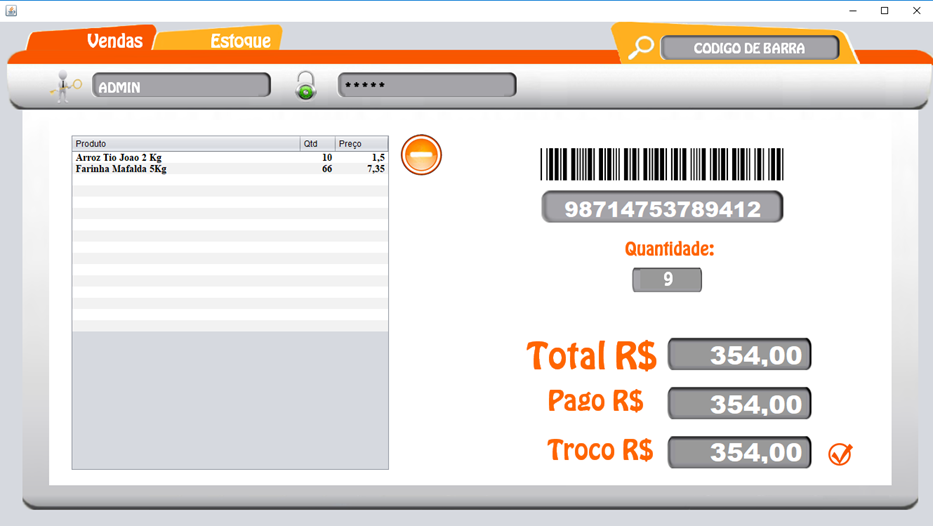 Vendas
Estoque
CODIGO DE BARRA
ADMIN
*****
Produto Qtd Preço
Arroz Tio Joao 2 Kg 10 1,5
Farinha Mafalda 5Kg 66 7,35
98714753789412
Quantidade:
9
Total R$ 354,00
Pago R$ 354,00
Troco R$ 354,00